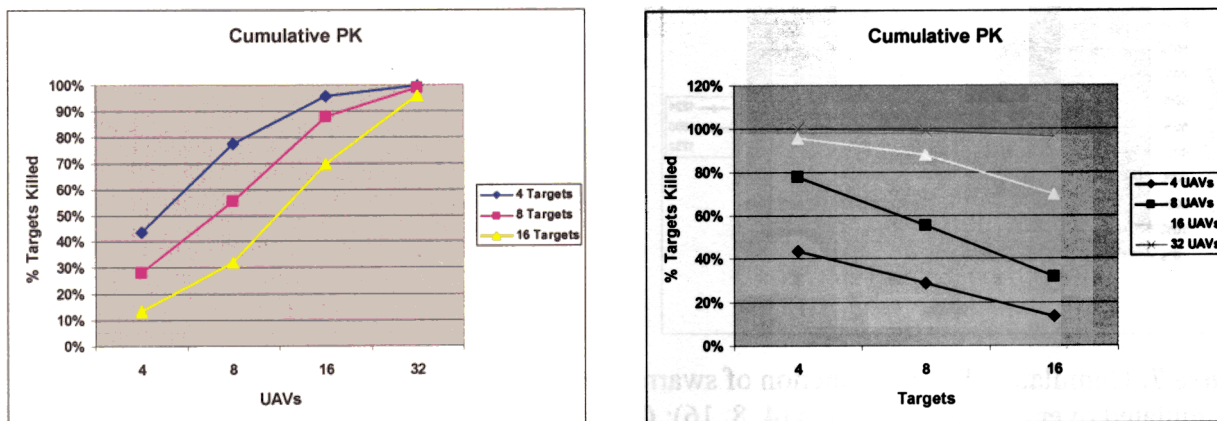 Cumulative PK
100%
90%
80%
70%
60%
50%
40%
30%
20%
10%
0%
% Targets Killed
4 8 16 32
UAVs
4 Targets
8 Targets
16 Targets
Cumulative PK
120%
100%
80%
60%
40%
20%
0%
% Targets Killed
4 8 16
Targets
4 UAVs
8 UAVs
16 UAVs
32 UAVs